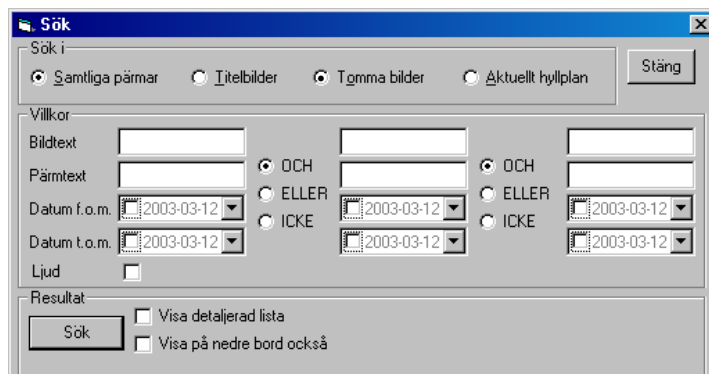 Sök
Sök i
Samtliga pärmar Titelbilder Tomma bilder Aktuellt hyllplan Stäng
Villkor
Bildtext
Pärmtext OCH OCH
ELLER ELLER
Datum f.o.m. 2003-03-12 2003-03-12 2003-03-12
ICKE ICKE
Datum t.o.m. 2003-03-12 2003-03-12 2003-03-12
Ljud
Resultat
Sök Visa detaljerad lista
Visa på nedre bord också